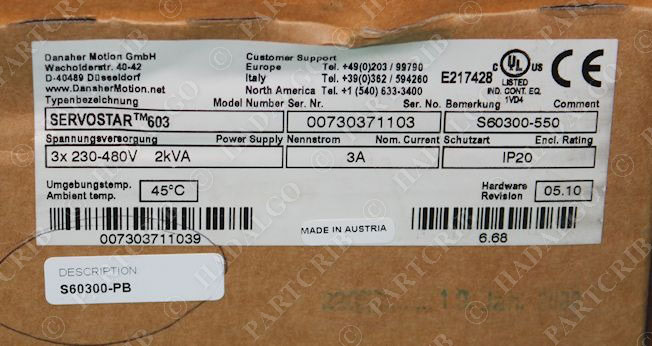 Danaher Motion GmbH
Wacholderstr. 40-42
D-40489 Düsseldorf
www.DanaherMotion.net
Customer Support
Europe Tel. +49(0)203 / 99790
Italy Tel. +39(0)362 / 594260
North America Tel. +1 (540) 633-3400
E217428
C UL US
LISTED
IND. CONT. EQ.
1VD4
CE
Typenbezeichnung Model Number Ser. Nr. Ser. No. Bemerkung Comment
SERVOSTAR™603 00730371103 S60300-550
Spannungsversorgung Power Supply Nennstrom Nom. Current Schutzart Encl. Rating
3x 230-480V 2kVA 3A IP20
Umgebungstemp.
Ambient temp. 45°C
Hardware
Revision 05.10
007303711039
MADE IN AUSTRIA
6.68
DESCRIPTION
S60300-PB
© PARTCRIB
HADALGO